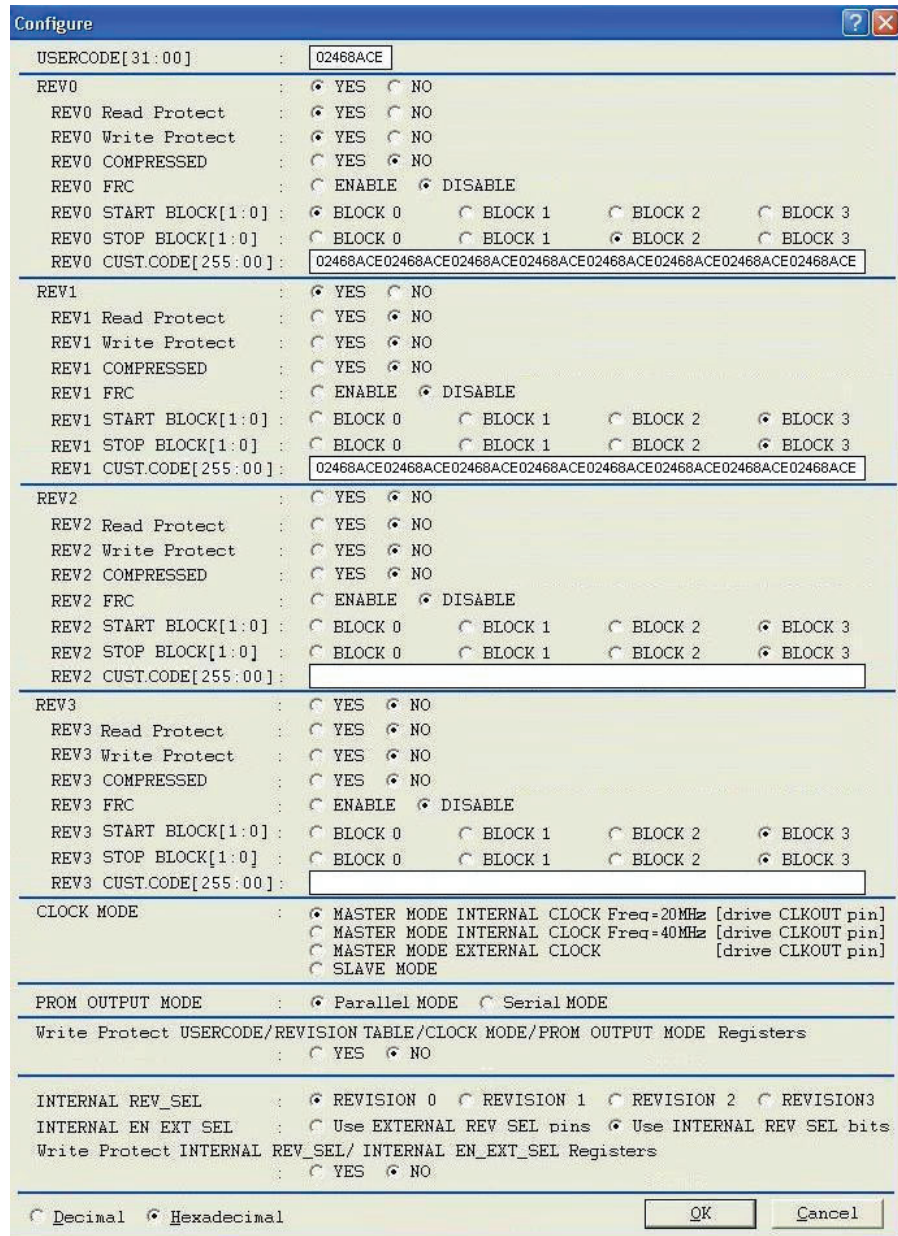 Configure
USERCODE[31:00] : 02468ACE
REV0 : YES NO
REV0 Read Protect : YES NO
REV0 Write Protect : YES NO
REV0 COMPRESSED : YES NO
REV0 FRC : ENABLE DISABLE
REV0 START BLOCK[1:0] : BLOCK 0 BLOCK 1 BLOCK 2 BLOCK 3
REV0 STOP BLOCK[1:0] : BLOCK 0 BLOCK 1 BLOCK 2 BLOCK 3
REV0 CUST.CODE[255:00] : 02468ACE02468ACE02468ACE02468ACE02468ACE02468ACE02468ACE02468ACE
REV1 : YES NO
REV1 Read Protect : YES NO
REV1 Write Protect : YES NO
REV1 COMPRESSED : YES NO
REV1 FRC : ENABLE DISABLE
REV1 START BLOCK[1:0] : BLOCK 0 BLOCK 1 BLOCK 2 BLOCK 3
REV1 STOP BLOCK[1:0] : BLOCK 0 BLOCK 1 BLOCK 2 BLOCK 3
REV1 CUST.CODE[255:00] : 02468ACE02468ACE02468ACE02468ACE02468ACE02468ACE02468ACE02468ACE
REV2 : YES NO
REV2 Read Protect : YES NO
REV2 Write Protect : YES NO
REV2 COMPRESSED : YES NO
REV2 FRC : ENABLE DISABLE
REV2 START BLOCK[1:0] : BLOCK 0 BLOCK 1 BLOCK 2 BLOCK 3
REV2 STOP BLOCK[1:0] : BLOCK 0 BLOCK 1 BLOCK 2 BLOCK 3
REV2 CUST.CODE[255:00] :
REV3 : YES NO
REV3 Read Protect : YES NO
REV3 Write Protect : YES NO
REV3 COMPRESSED : YES NO
REV3 FRC : ENABLE DISABLE
REV3 START BLOCK[1:0] : BLOCK 0 BLOCK 1 BLOCK 2 BLOCK 3
REV3 STOP BLOCK[1:0] : BLOCK 0 BLOCK 1 BLOCK 2 BLOCK 3
REV3 CUST.CODE[255:00] :
CLOCK MODE : MASTER MODE INTERNAL CLOCK Freq=20MHz [drive CLKOUT pin]
MASTER MODE INTERNAL CLOCK Freq=40MHz [drive CLKOUT pin]
MASTER MODE EXTERNAL CLOCK [drive CLKOUT pin]
SLAVE MODE
PROM OUTPUT MODE : Parallel MODE Serial MODE
Write Protect USERCODE/REVISION TABLE/CLOCK MODE/PROM OUTPUT MODE Registers
: YES NO
INTERNAL REV_SEL : REVISION 0 REVISION 1 REVISION 2 REVISION3
INTERNAL EN EXT SEL : Use EXTERNAL REV SEL pins Use INTERNAL REV SEL bits
Write Protect INTERNAL REV_SEL/ INTERNAL EN_EXT_SEL Registers
: YES NO
Decimal Hexadecimal OK Cancel